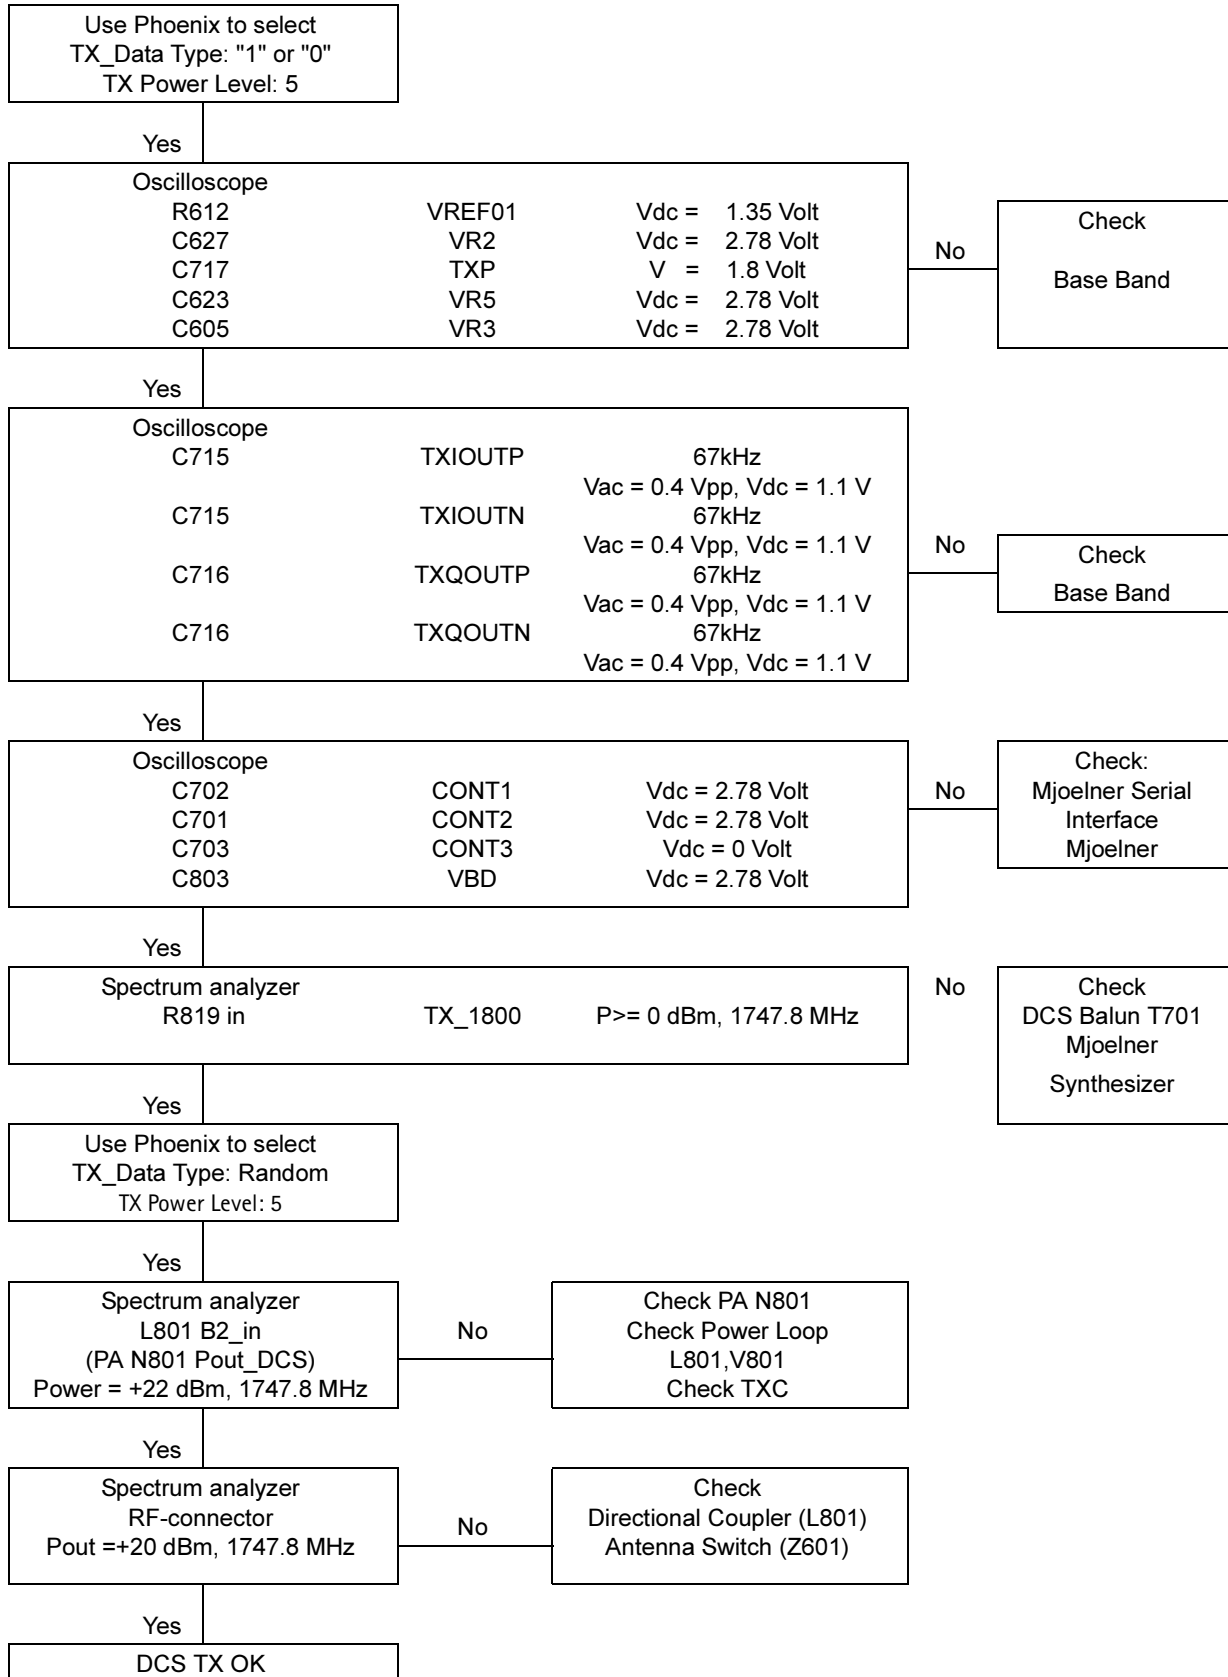 Use Phoenix to select
TX_Data Type: "1" or "0"
TX Power Level: 5
Yes
Oscilloscope
R612 VREF01 Vdc = 1.35 Volt
C627 VR2 Vdc = 2.78 Volt
C717 TXP V = 1.8 Volt
C623 VR5 Vdc = 2.78 Volt
C605 VR3 Vdc = 2.78 Volt
No
Check
Base Band
Yes
Oscilloscope
C715 TXIOUTP 67kHz
Vac = 0.4 Vpp, Vdc = 1.1 V
C715 TXIOUTN 67kHz
Vac = 0.4 Vpp, Vdc = 1.1 V
C716 TXQOUTP 67kHz
Vac = 0.4 Vpp, Vdc = 1.1 V
C716 TXQOUTN 67kHz
Vac = 0.4 Vpp, Vdc = 1.1 V
No
Check
Base Band
Yes
Oscilloscope
C702 CONT1 Vdc = 2.78 Volt
C701 CONT2 Vdc = 2.78 Volt
C703 CONT3 Vdc = 0 Volt
C803 VBD Vdc = 2.78 Volt
No
Check:
Mjoelner Serial
Interface
Mjoelner
Yes
Spectrum analyzer
R819 in TX_1800 P>= 0 dBm, 1747.8 MHz
No
Check
DCS Balun T701
Mjoelner
Synthesizer
Yes
Use Phoenix to select
TX_Data Type: Random
TX Power Level: 5
Yes
Spectrum analyzer
L801 B2_in
(PA N801 Pout_DCS)
Power = +22 dBm, 1747.8 MHz
No
Check PA N801
Check Power Loop
L801,V801
Check TXC
Yes
Spectrum analyzer
RF-connector
Pout =+20 dBm, 1747.8 MHz
No
Check
Directional Coupler (L801)
Antenna Switch (Z601)
Yes
DCS TX OK